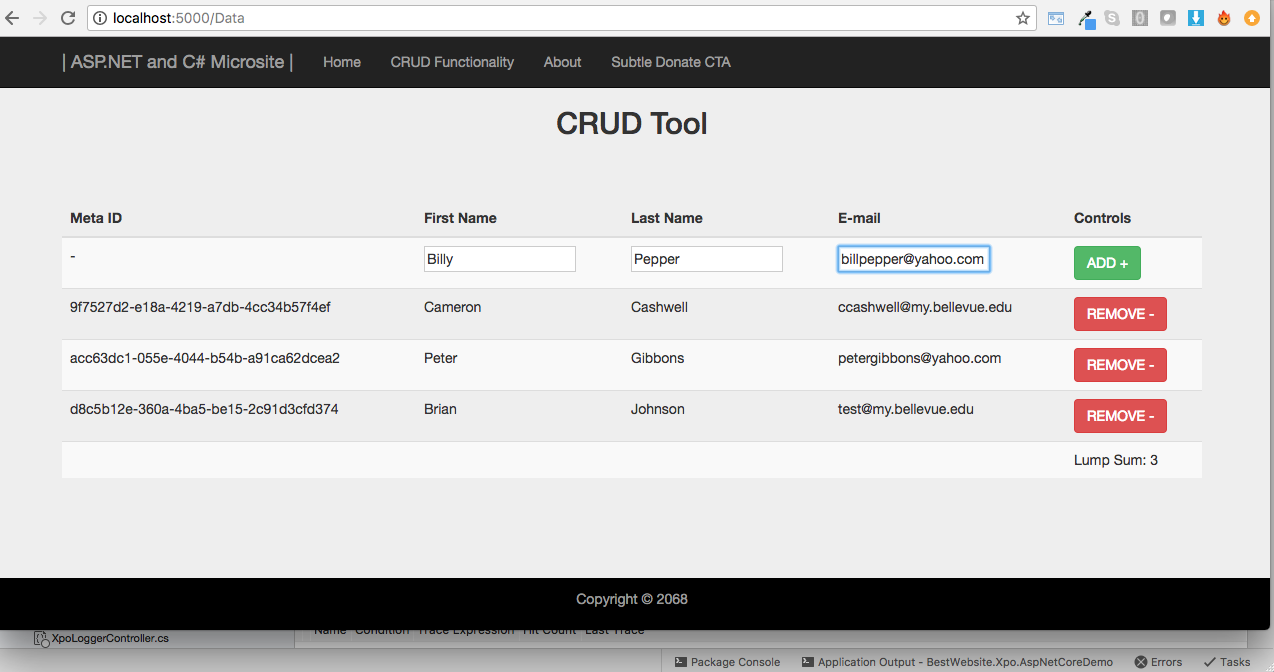 localhost:5000/Data
| ASP.NET and C# Microsite | Home CRUD Functionality About Subtle Donate CTA
CRUD Tool
Meta ID First Name Last Name E-mail Controls
- Billy Pepper billpepper@yahoo.com ADD +
9f7527d2-e18a-4219-a7db-4cc34b57f4ef Cameron Cashwell ccashwell@my.bellevue.edu REMOVE -
acc63dc1-055e-4044-b54b-a91ca62dcea2 Peter Gibbons petergibbons@yahoo.com REMOVE -
d8c5b12e-360a-4ba5-be15-2c91d3cfd374 Brian Johnson test@my.bellevue.edu REMOVE -
Lump Sum: 3
Copyright © 2068
XpoLoggerController.cs Name Condition Trace Expression Hit Count Last Trace
Package Console Application Output - BestWebsite.Xpo.AspNetCoreDemo Errors Tasks